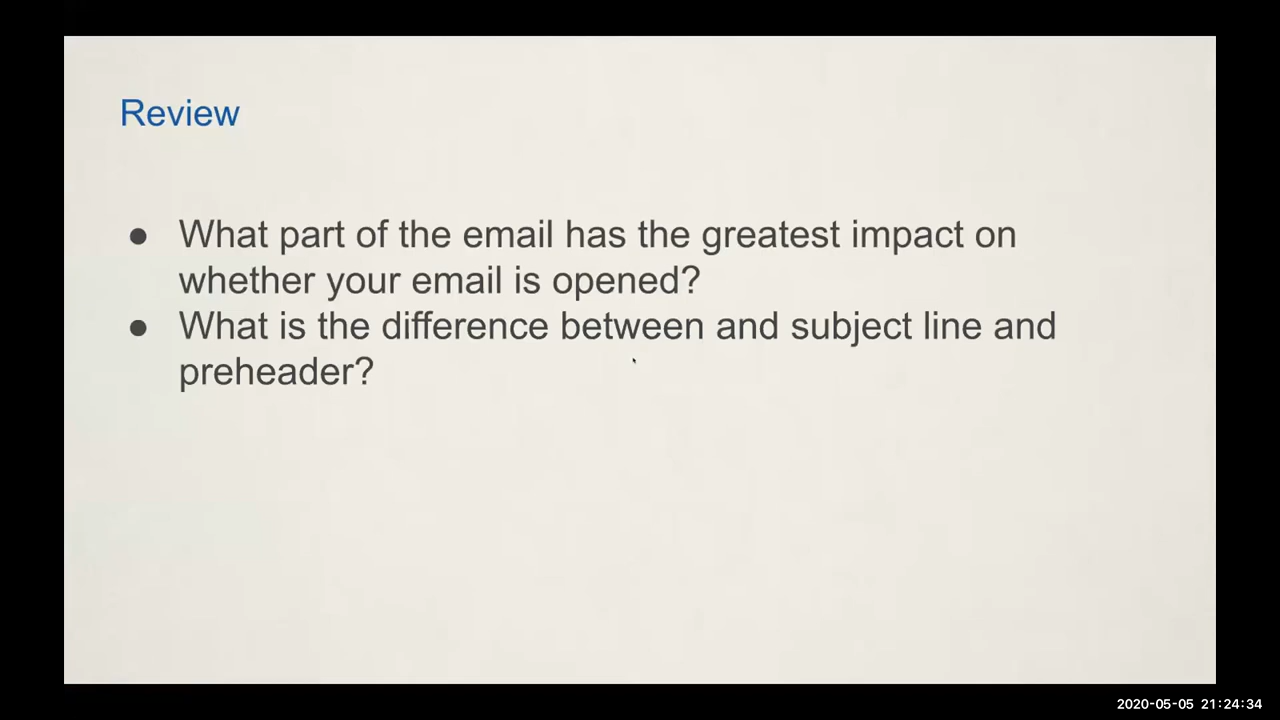 Review
● What part of the email has the greatest impact on
whether your email is opened?
● What is the difference between and subject line and
preheader?
2020-05-05 21:24:34